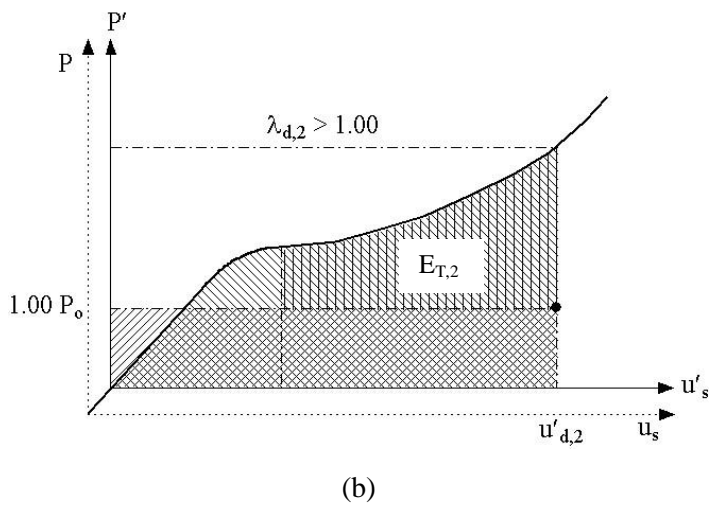 P'
P
λd,2 > 1.00
ET,2
1.00 Po
u's
u'd,2
us
(b)